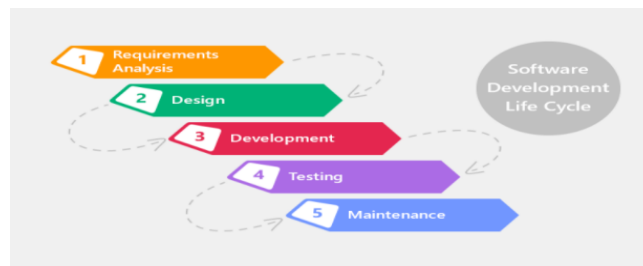 1
Requirements
Analysis
2
Design
3
Development
4
Testing
5
Maintenance
Software
Development
Life Cycle